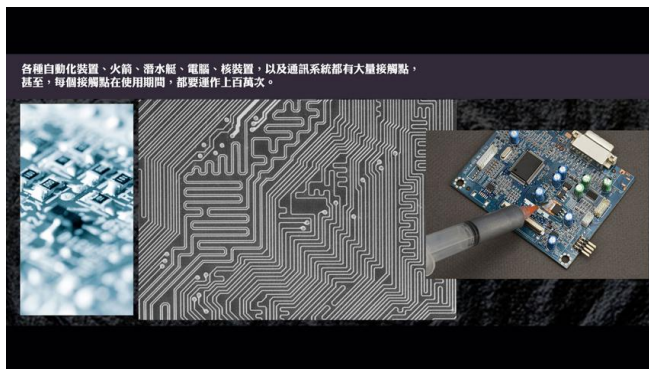 各種自動化裝置、火箭、潛水艇、電腦、核裝置，以及通訊系統都有大量接觸點，
甚至，每個接觸點在使用期間，都要運作上百萬次。